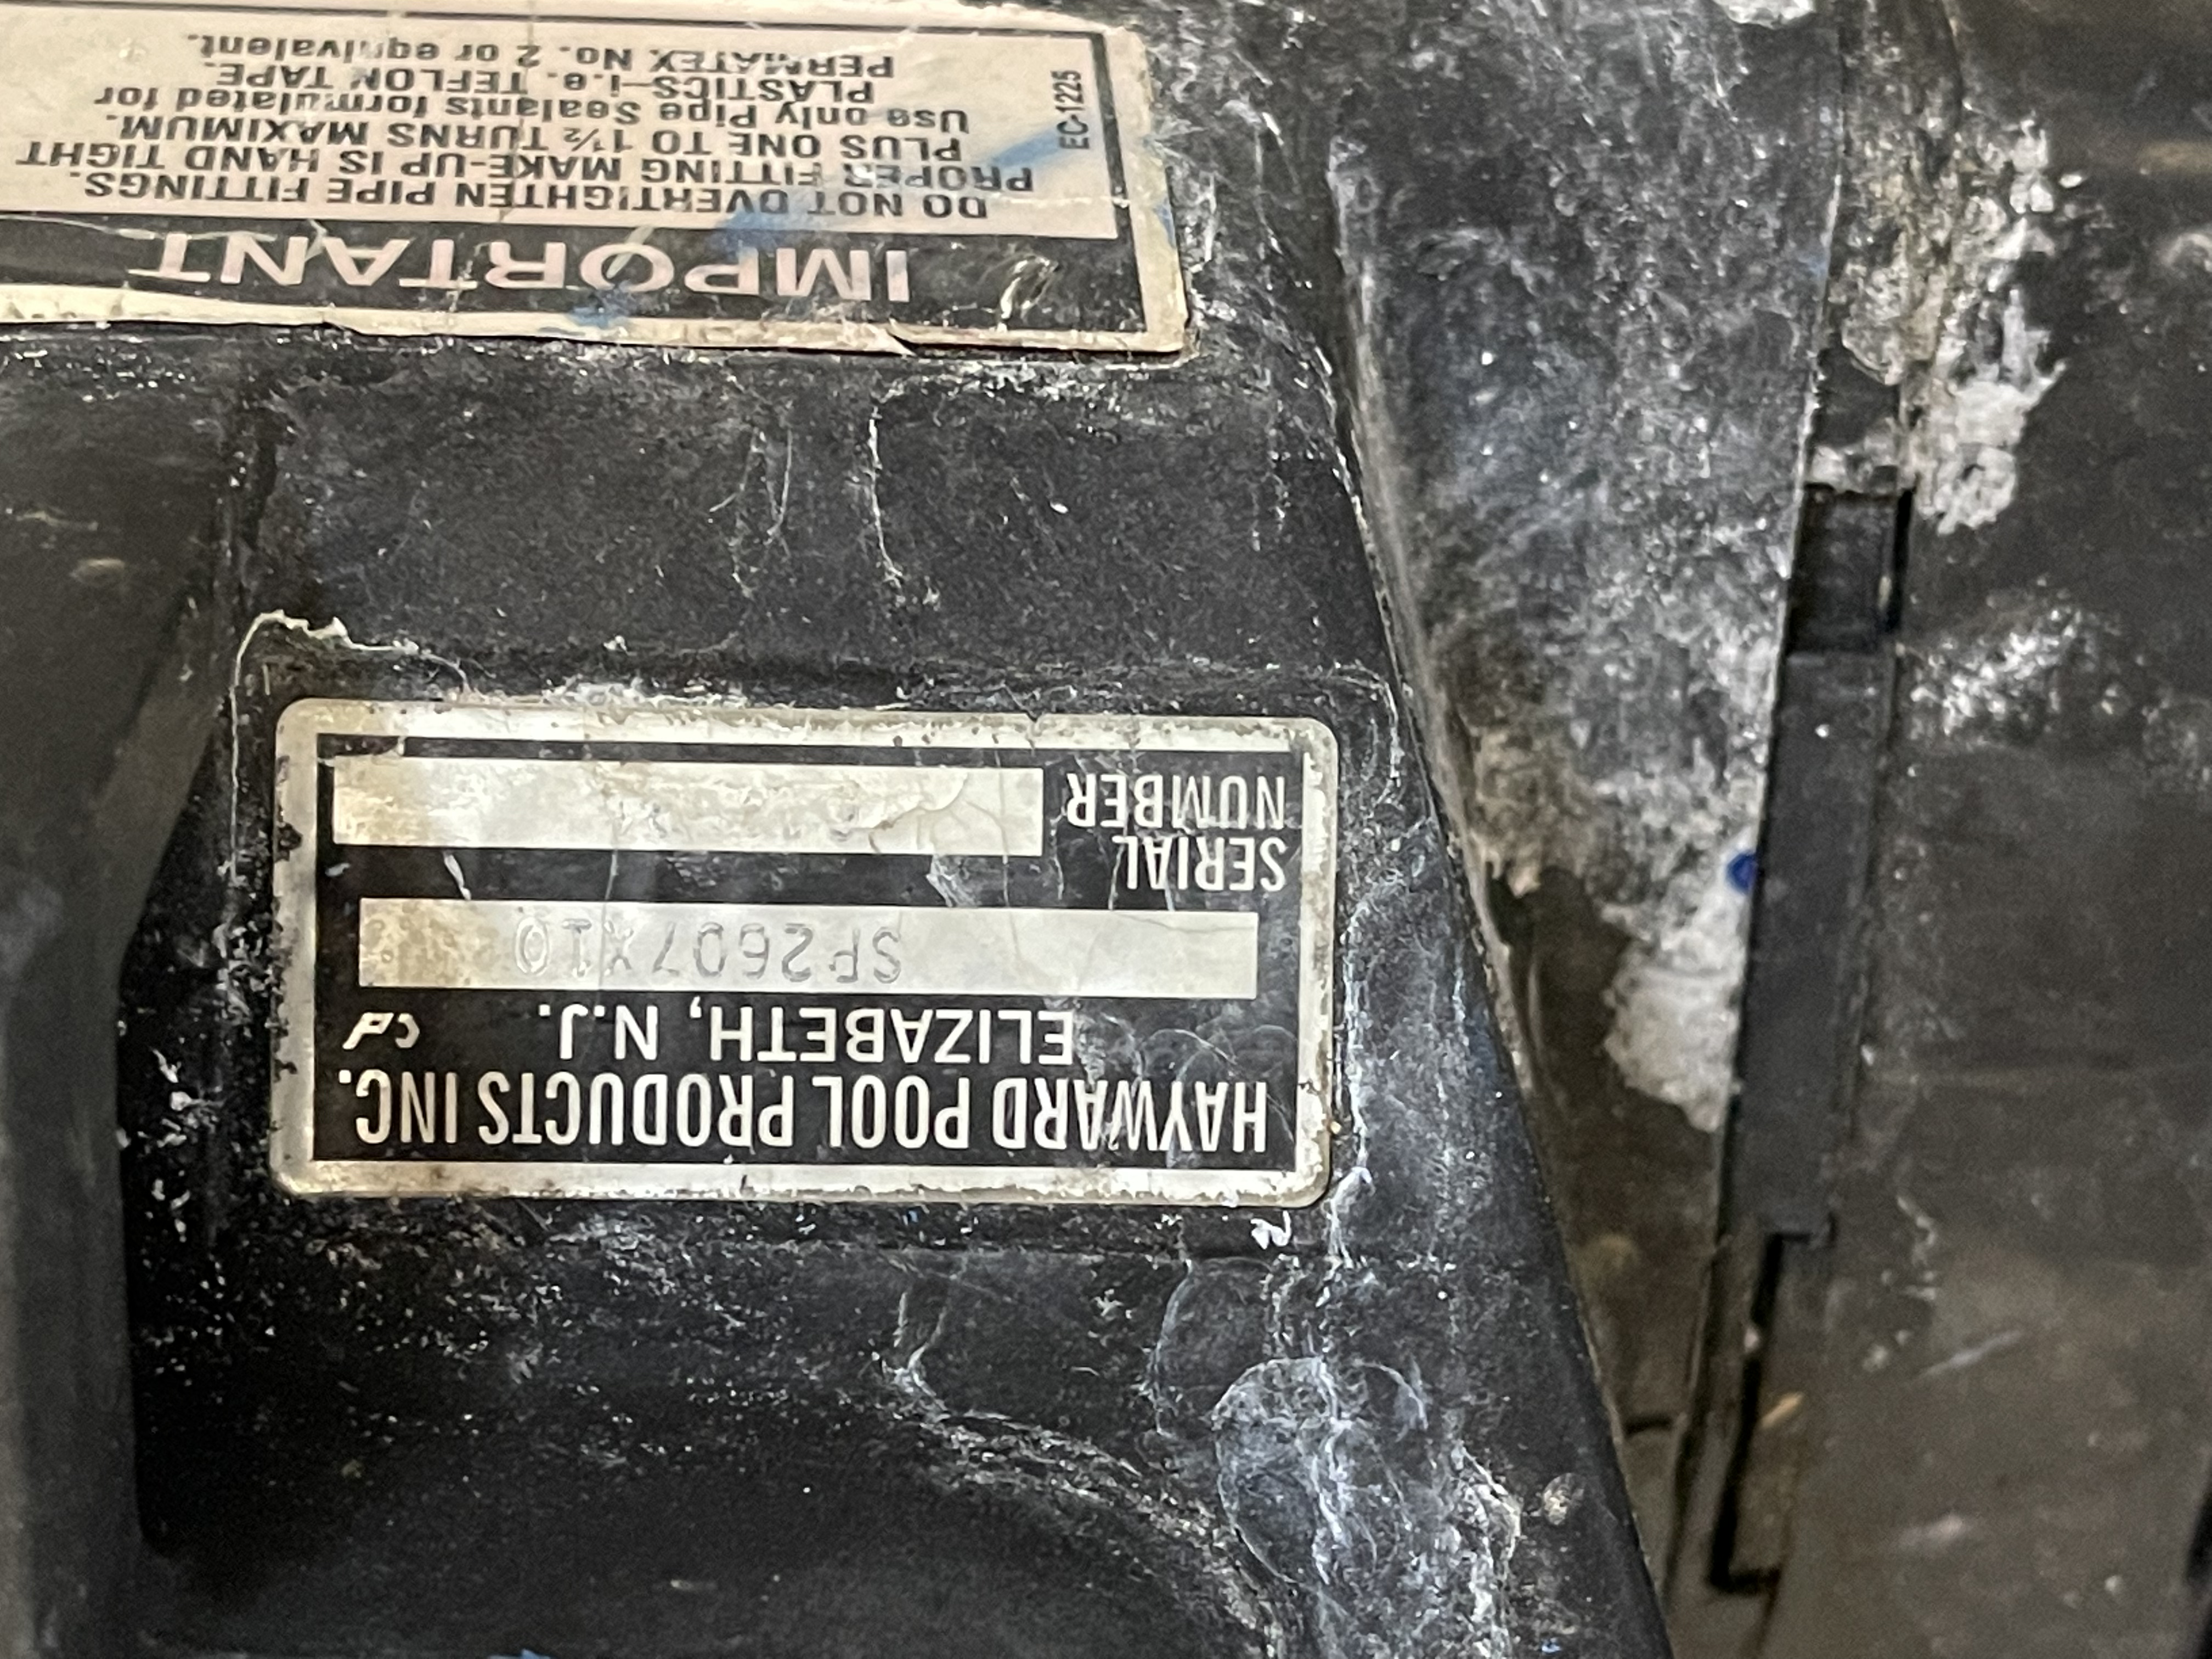 HAYWARD POOL PRODUCTS INC.
ELIZABETH, N.J.
SP2607X10
SERIAL
NUMBER
IMPORTANT
DO NOT OVERTIGHTEN PIPE FITTINGS.
PROPER FITTING MAKE-UP IS HAND TIGHT
PLUS ONE TO 1½ TURNS MAXIMUM.
Use only Pipe Sealants formulated for
PLASTICS—i.e. TEFLON TAPE.
PERMATEX No. 2 or equivalent.
EC-1225